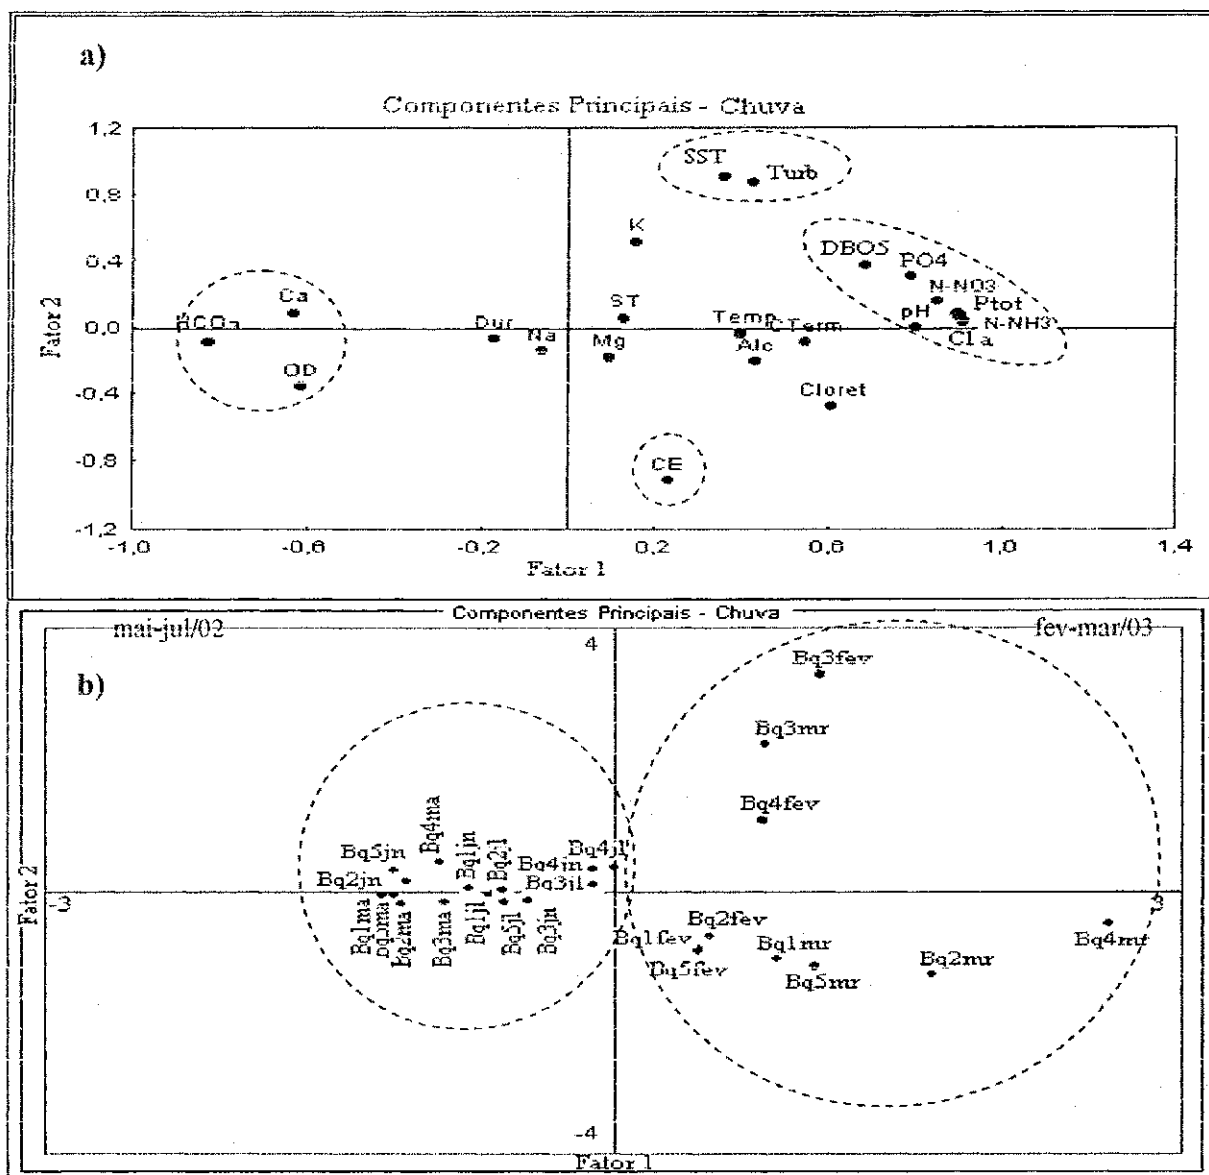 a)
Componentes Principais - Chuva
1,2
0,8
0,4
0,0
-0,4
-0,8
-1,2
Fator 2
SST
Turb
K
DBO5
PO4
N-NO3
Ptot
pH
N-NH3
Cl a
Ca
OD
Dur
Na
ST
Mg
Temp
CTerm
Alc
Cloret
CE
-1,0
-0,6
-0,2
0,2
0,6
1,0
1,4
Fator 1
Componentes Principais - Chuva
mai-jul/02
fev-mar/03
b)
4
Bq3fev
Bq3mr
Bq4fev
Bq4ma
Bq1jn
Bq2jl
Bq4jl
Bq5jn
Bq4jn
Bq2jn
Bq3jl
Fator 2
-3
3
Bq1ma
Bq5ma
Bq2ma
Bq3ma
Bq1jl
Bq5jl
Bq3jn
Bq2fev
Bq1fev
Bq5fev
Bq1mr
Bq5mr
Bq2mr
Bq4mr
-4
Fator 1